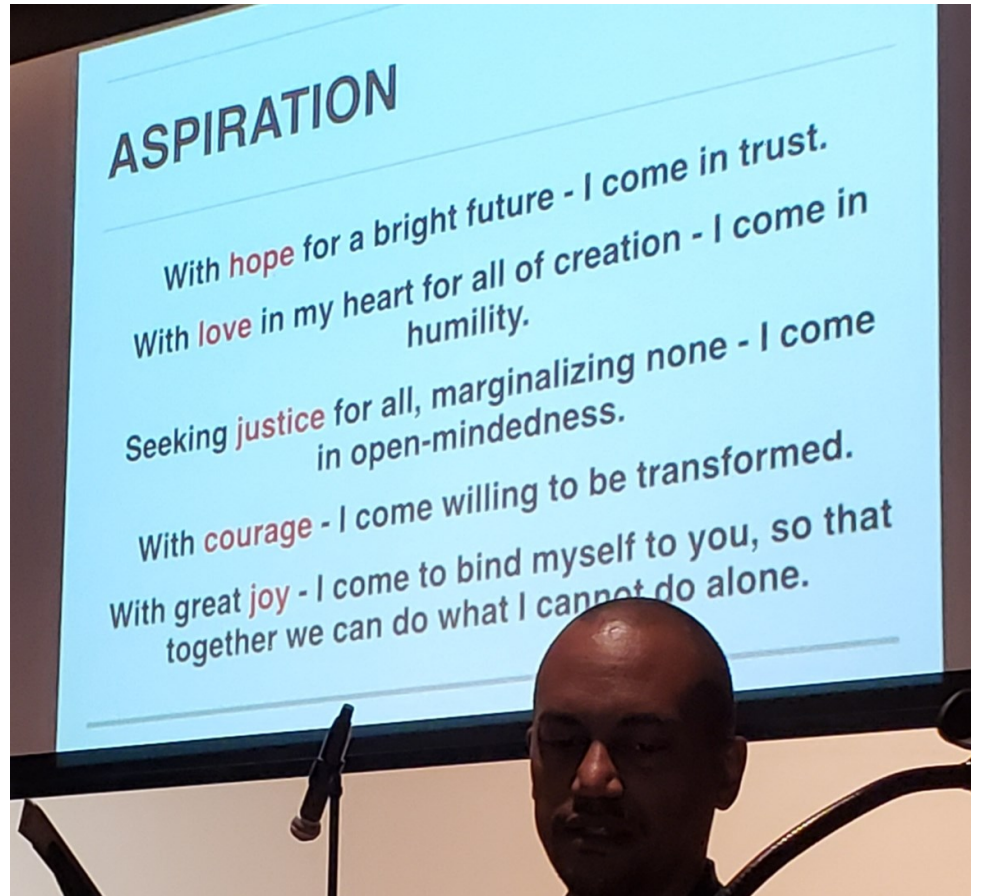 ASPIRATION
With hope for a bright future - I come in trust.
With love in my heart for all of creation - I come in
humility.
Seeking justice for all, marginalizing none - I come
in open-mindedness.
With courage - I come willing to be transformed.
With great joy - I come to bind myself to you, so that
together we can do what I cannot do alone.